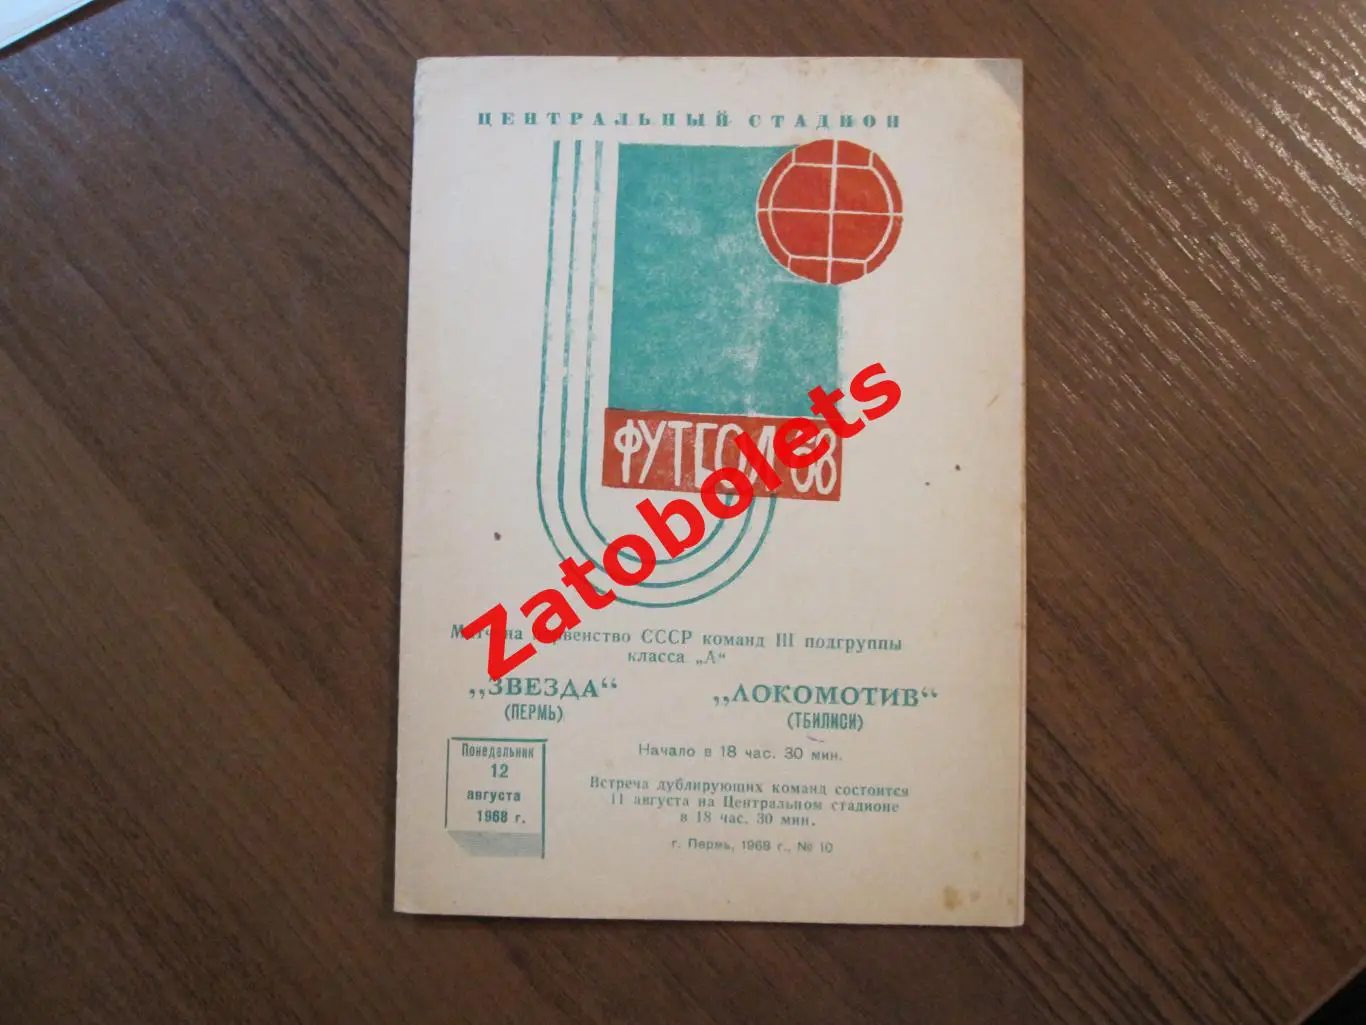 ЦЕНТРАЛЬНЫЙ СТАДИОН
ФУТБОЛ 68
Zatobolets
Матч на первенство СССР команд III подгруппы
класса „А“
„ЗВЕЗДА“
(ПЕРМЬ)
„ЛОКОМОТИВ“
(ТБИЛИСИ)
Понедельник
12
августа
1968 г.
Начало в 18 час. 30 мин.
Встреча дублирующих команд состоится
11 августа на Центральном стадионе
в 18 час. 30 мин.
г. Пермь, 1968 г., № 10